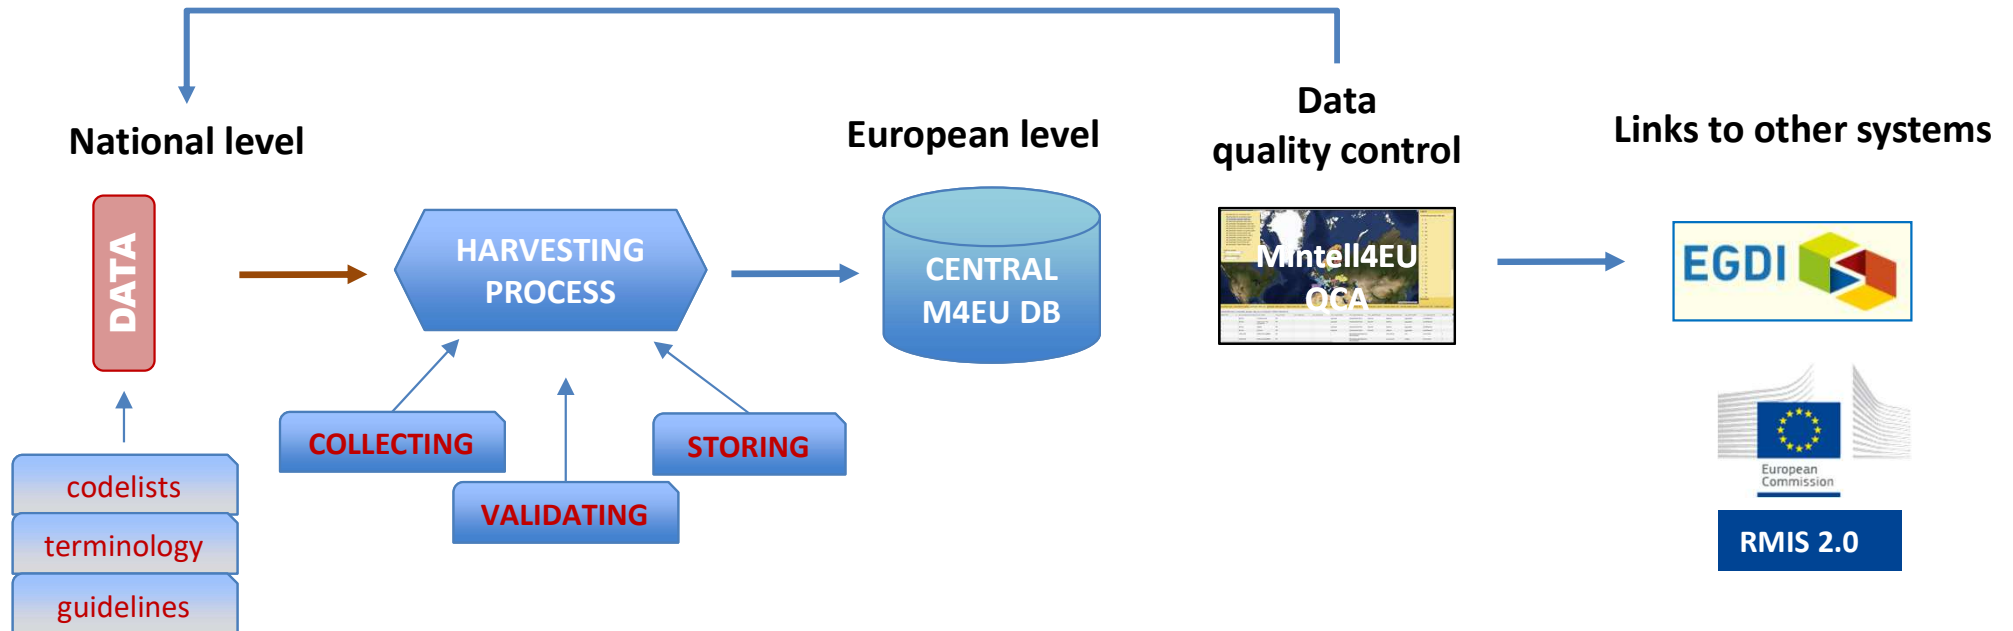 National level
European level
Data
quality control
Links to other systems
DATA
HARVESTING
PROCESS
CENTRAL
M4EU DB
Mintell4EU
QCA
EGDI
COLLECTING
VALIDATING
STORING
codelists
terminology
guidelines
European
Commission
RMIS 2.0